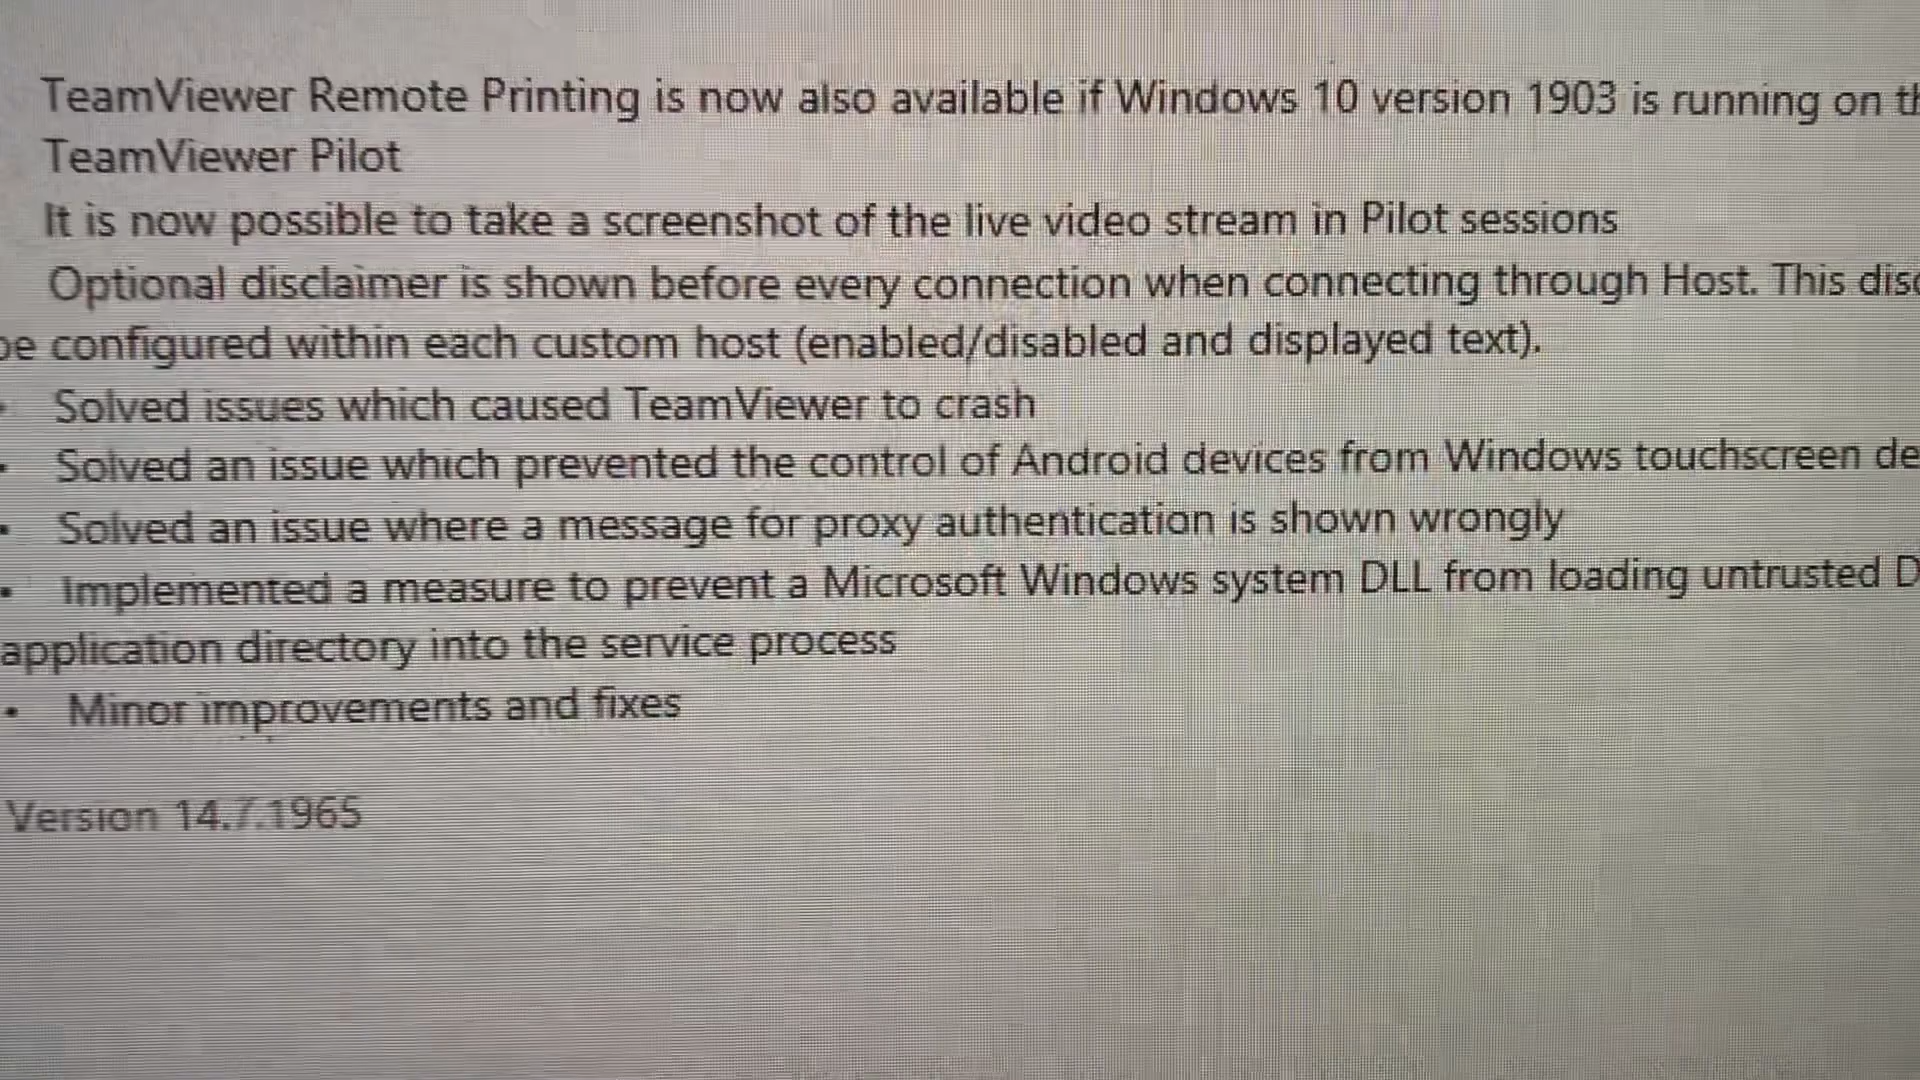 TeamViewer Remote Printing is now also available if Windows 10 version 1903 is running on
TeamViewer Pilot
It is now possible to take a screenshot of the live video stream in Pilot sessions
Optional disclaimer is shown before every connection when connecting through Host. This
be configured within each custom host (enabled/disabled and displayed text).
• Solved issues which caused TeamViewer to crash
• Solved an issue which prevented the control of Android devices from Windows touchscreen
• Solved an issue where a message for proxy authentication is shown wrongly
• Implemented a measure to prevent a Microsoft Windows system DLL from loading untrusted
application directory into the service process
• Minor improvements and fixes
Version 14.7.1965